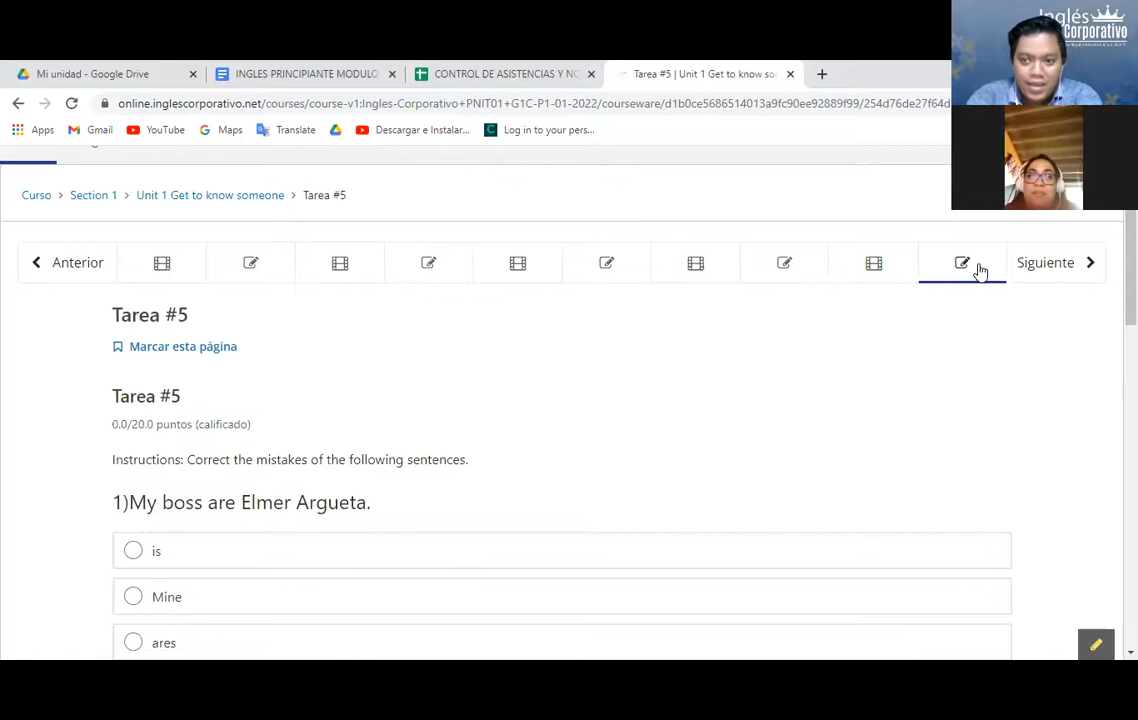 Mi unidad - Google Drive
INGLES PRINCIPIANTE MODULO
CONTROL DE ASISTENCIAS Y NO
Tarea #5 | Unit 1 Get to know so
online.inglescorporativo.net/courses/course-v1:Ingles-Corporativo+PNIT01+G1C-P1-01-2022/courseware/d1b0ce5686514013a9fc90ee92889f99/254d76de27f64d
Apps
Gmail
YouTube
Maps
Translate
Descargar e Instalar...
Log in to your pers...
Inglés
Corporativo
Curso > Section 1 > Unit 1 Get to know someone > Tarea #5
Anterior
Siguiente
Tarea #5
Marcar esta página
Tarea #5
0.0/20.0 puntos (calificado)
Instructions: Correct the mistakes of the following sentences.
1)My boss are Elmer Argueta.
is
Mine
ares